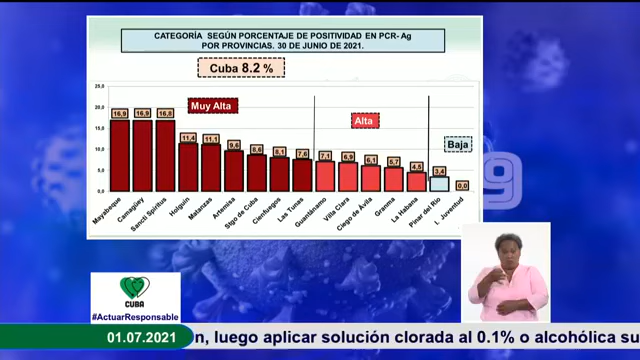 CATEGORÍA SEGÚN PORCENTAJE DE POSITIVIDAD EN PCR- Ag
POR PROVINCIAS. 30 DE JUNIO DE 2021.
Cuba 8.2 %
25,0
20,0
15,0
10,0
5,0
0,0
Muy Alta
Alta
Baja
16,9 16,9 16,8 11,4 11,1 9,6 8,6 8,1 7,6 7,1 6,9 6,1 5,7 4,5 3,4 0,0
Mayabeque
Camagüey
Sancti Spiritus
Holguín
Matanzas
Artemisa
Stgo de Cuba
Cienfuegos
Las Tunas
Guantánamo
Villa Clara
Ciego de Ávila
Granma
La Habana
Pinar del Río
I. Juventud
9
CUBA
#ActuarResponsable
01.07.2021 n, luego aplicar solución clorada al 0.1% o alcohólica su